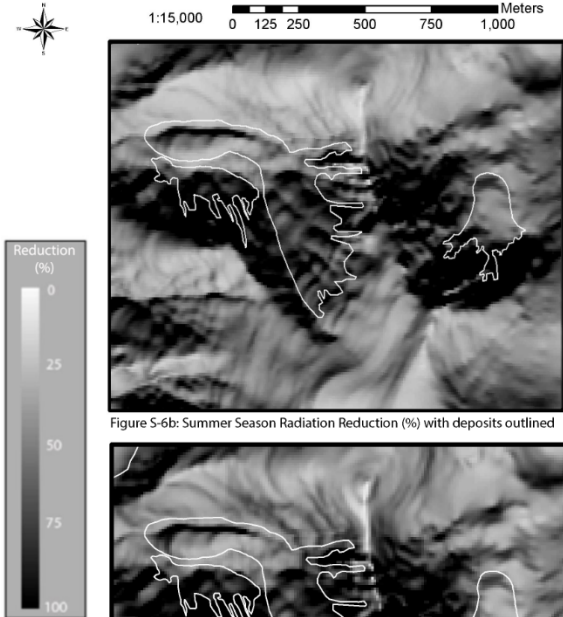 N
W
E
S
1:15,000
Meters
0 125 250 500 750 1,000
Reduction
(%)
0
25
50
75
100
Figure S-6b: Summer Season Radiation Reduction (%) with deposits outlined